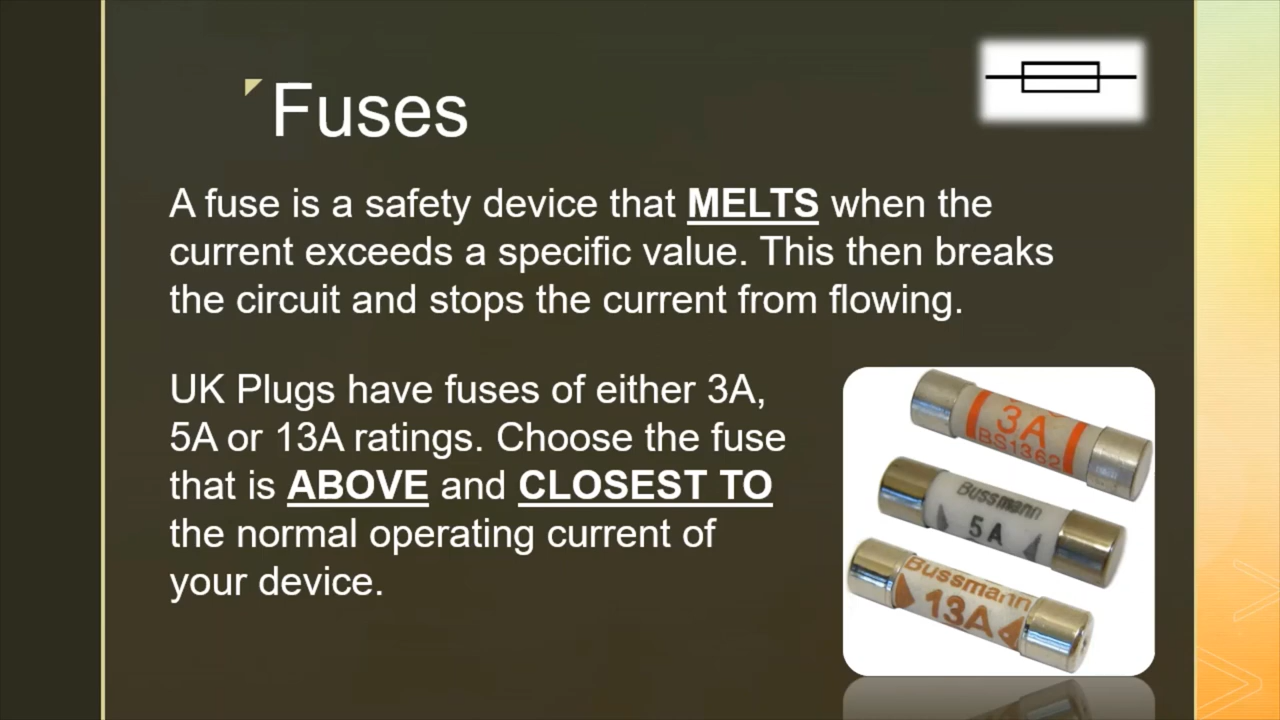 Fuses
A fuse is a safety device that MELTS when the
current exceeds a specific value. This then breaks
the circuit and stops the current from flowing.
UK Plugs have fuses of either 3A,
5A or 13A ratings. Choose the fuse
that is ABOVE and CLOSEST TO
the normal operating current of
your device.
3A
BS1362
Bussmann
5A
Bussmann
13A